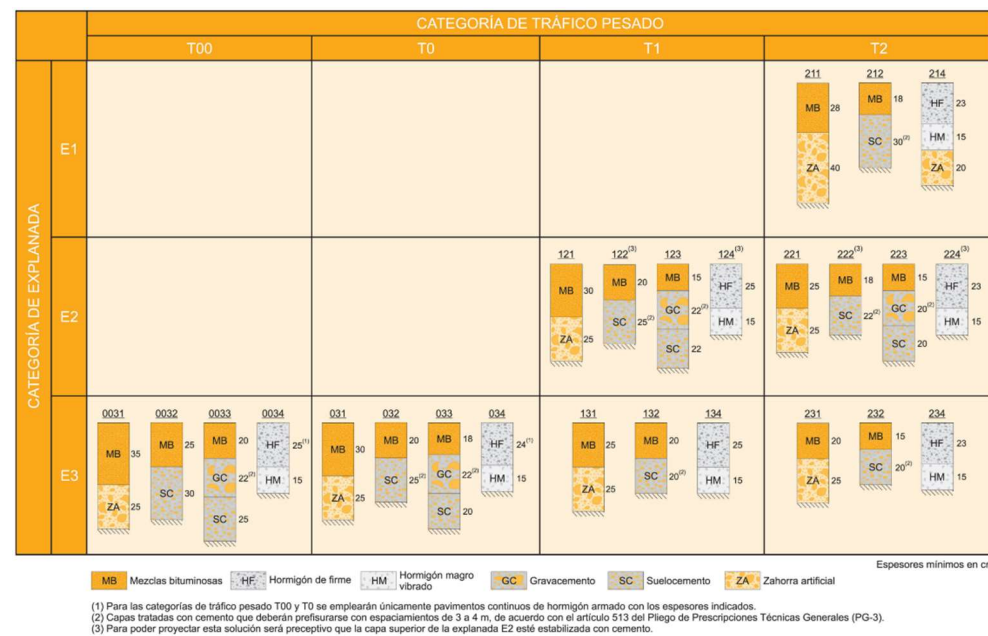 CATEGORÍA DE TRÁFICO PESADO
T00 T0 T1 T2
CATEGORÍA DE EXPLANADA
E1
211 212 214
MB 28 MB 18 HF 23
SC 30(2) HM 15
ZA 40 ZA 20
E2
121 122(3) 123 124(3) 221 222(3) 223 224(3)
MB 30 MB 20 MB 15 HF 25 MB 25 MB 18 MB 15 HF 23
ZA 25 SC 25(2) GC 22(2) HM 15 ZA 25 SC 22(2) GC 20(2) HM 15
SC 22 SC 20
E3
0031 0032 0033 0034 031 032 033 034 131 132 134 231 232 234
MB 35 MB 25 MB 20 HF 25(1) MB 30 MB 20 MB 18 HF 24(1) MB 25 MB 20 HF 25 MB 20 MB 15 HF 23
ZA 25 SC 30 GC 22(2) HM 15 ZA 25 SC 25(2) GC 22(2) HM 15 ZA 25 SC 20(2) HM 15 ZA 25 SC 20(2) HM 15
SC 25 SC 20
Espesores mínimos en cm
MB Mezclas bituminosas HF Hormigón de firme HM Hormigón magro vibrado GC Gravacemento SC Suelocemento ZA Zahorra artificial
(1) Para las categorías de tráfico pesado T00 y T0 se emplearán únicamente pavimentos continuos de hormigón armado con los espesores indicados.
(2) Capas tratadas con cemento que deberán prefisurarse con espaciamientos de 3 a 4 m, de acuerdo con el artículo 513 del Pliego de Prescripciones Técnicas Generales (PG-3).
(3) Para poder proyectar esta solución será preceptivo que la capa superior de la explanada E2 esté estabilizada con cemento.